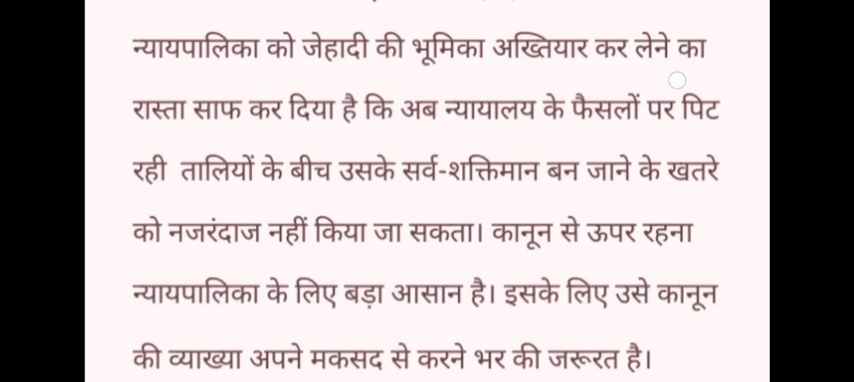 न्यायपालिका को जेहादी की भूमिका अख्तियार कर लेने का
रास्ता साफ कर दिया है कि अब न्यायालय के फैसलों पर पिट
रही तालियों के बीच उसके सर्व-शक्तिमान बन जाने के खतरे
को नजरंदाज नहीं किया जा सकता। कानून से ऊपर रहना
न्यायपालिका के लिए बड़ा आसान है। इसके लिए उसे कानून
की व्याख्या अपने मकसद से करने भर की जरूरत है।